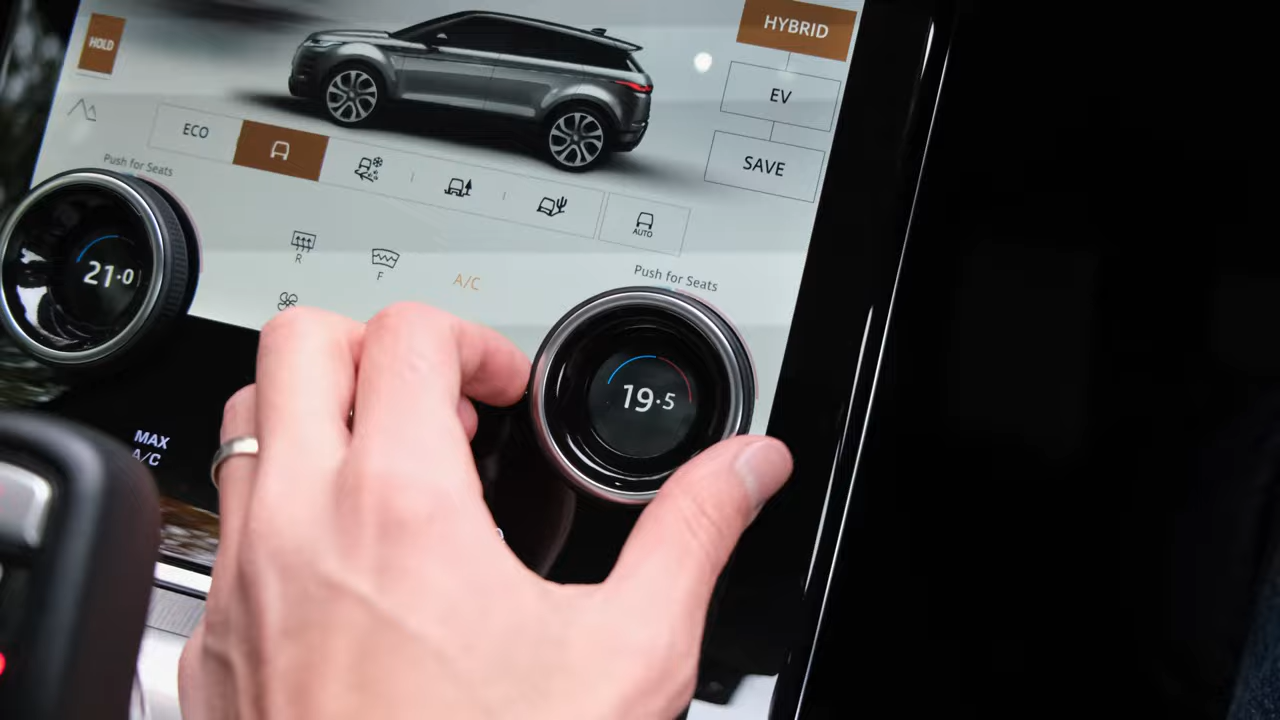 HOLD
HYBRID
EV
SAVE
ECO
AUTO
Push for Seats
21.0
R
F
A/C
Push for Seats
19.5
MAX
A/C